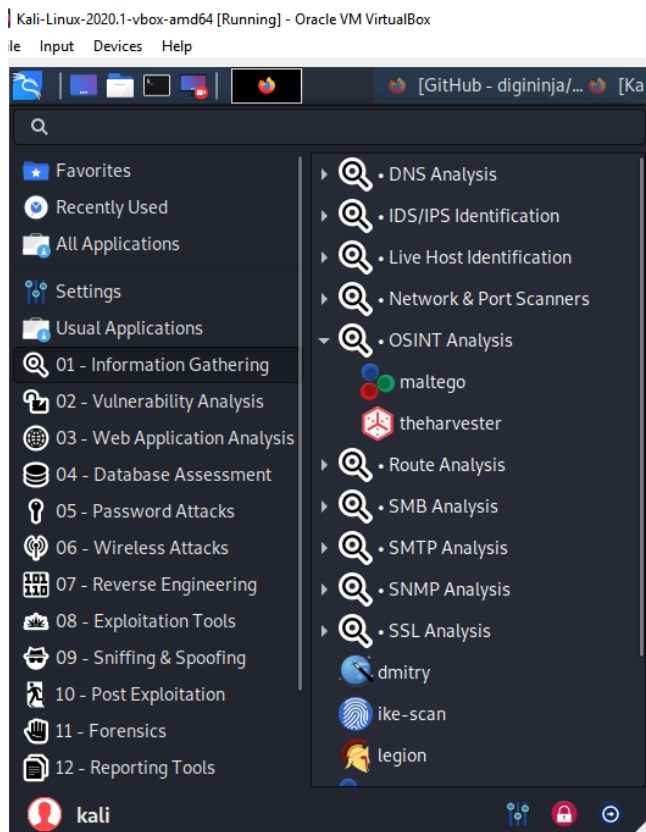 Kali-Linux-2020.1-vbox-amd64 [Running] - Oracle VM VirtualBox
ile Input Devices Help
[GitHub - digininja/... [Ka
Favorites
Recently Used
All Applications
Settings
Usual Applications
01 - Information Gathering
02 - Vulnerability Analysis
03 - Web Application Analysis
04 - Database Assessment
05 - Password Attacks
06 - Wireless Attacks
07 - Reverse Engineering
08 - Exploitation Tools
09 - Sniffing & Spoofing
10 - Post Exploitation
11 - Forensics
12 - Reporting Tools
• DNS Analysis
• IDS/IPS Identification
• Live Host Identification
• Network & Port Scanners
• OSINT Analysis
maltego
theharvester
• Route Analysis
• SMB Analysis
• SMTP Analysis
• SNMP Analysis
• SSL Analysis
dmitry
ike-scan
legion
kali